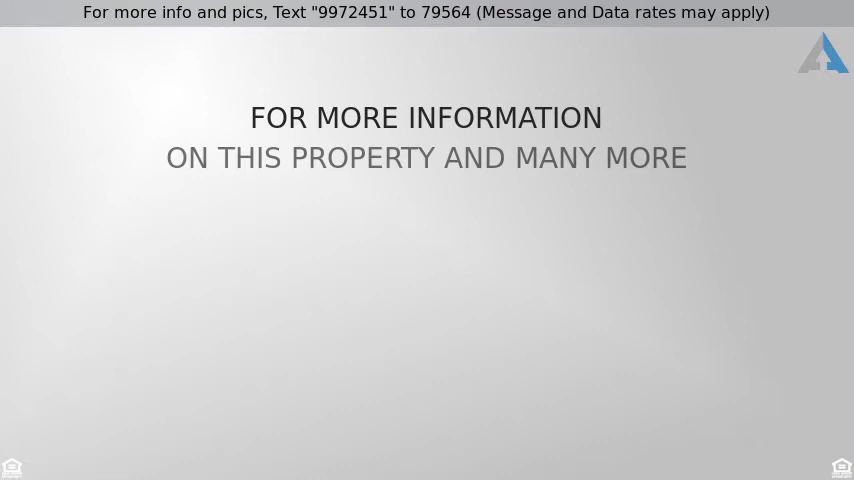 For more info and pics, Text "9972451" to 79564 (Message and Data rates may apply)
FOR MORE INFORMATION
ON THIS PROPERTY AND MANY MORE